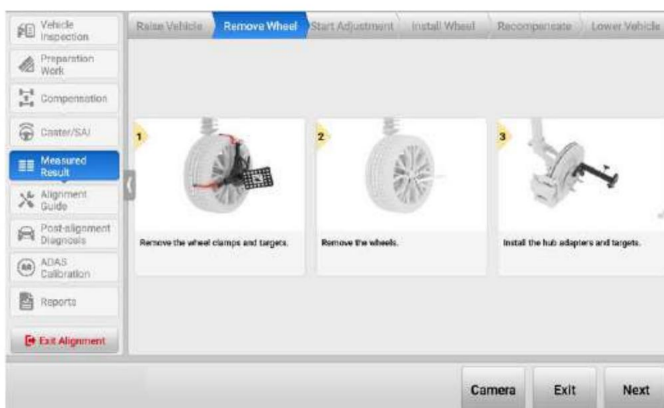 Vehicle
Inspection
Preparation
Work
Compensation
Caster/SAI
Measured
Result
Alignment
Guide
Post-alignment
Diagnosis
ADAS
Calibration
Reports
Exit Alignment
Raise Vehicle Remove Wheel Start Adjustment Install Wheel Recompensate Lower Vehicle
1
Remove the wheel clamps and targets.
2
Remove the wheels.
3
Install the hub adapters and targets.
Camera Exit Next